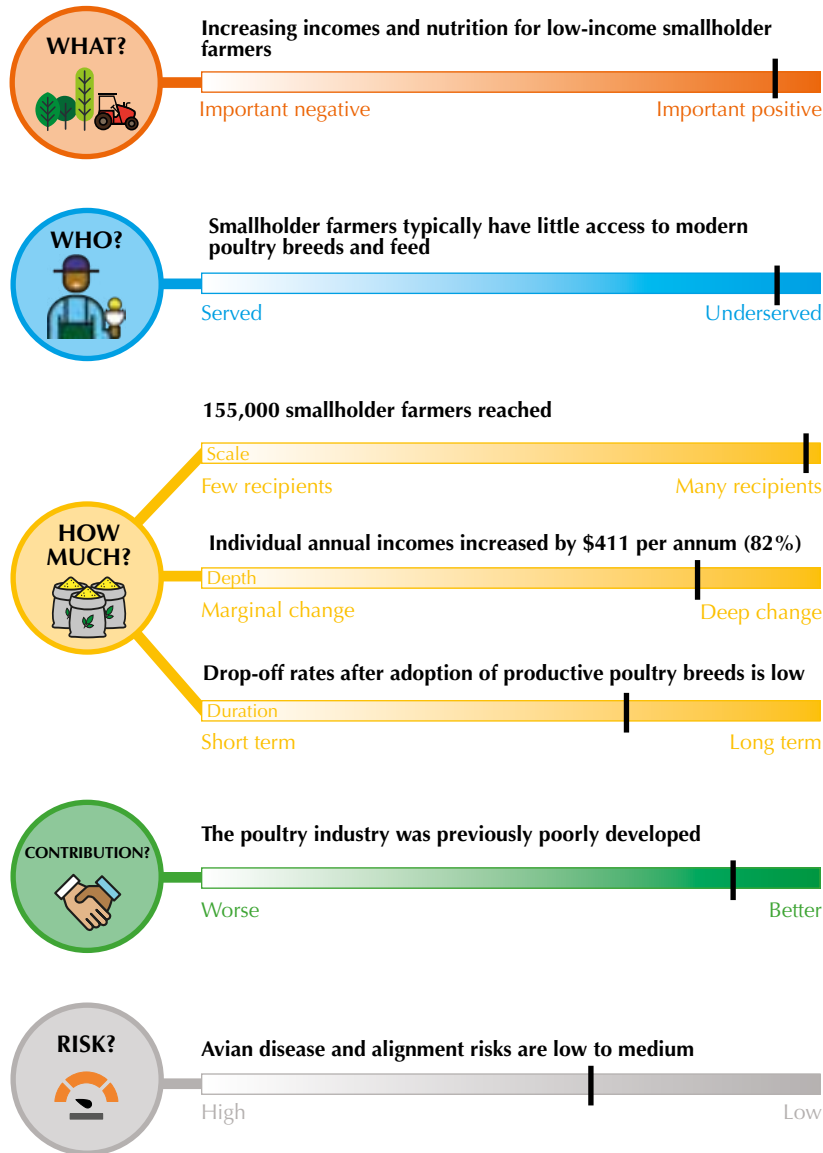 WHAT?
Increasing incomes and nutrition for low-income smallholder
farmers
Important negative
Important positive
WHO?
Smallholder farmers typically have little access to modern
poultry breeds and feed
Served
Underserved
155,000 smallholder farmers reached
Scale
Few recipients
Many recipients
HOW
MUCH?
Individual annual incomes increased by $411 per annum (82%)
Depth
Marginal change
Deep change
Drop-off rates after adoption of productive poultry breeds is low
Duration
Short term
Long term
CONTRIBUTION?
The poultry industry was previously poorly developed
Worse
Better
RISK?
Avian disease and alignment risks are low to medium
High
Low